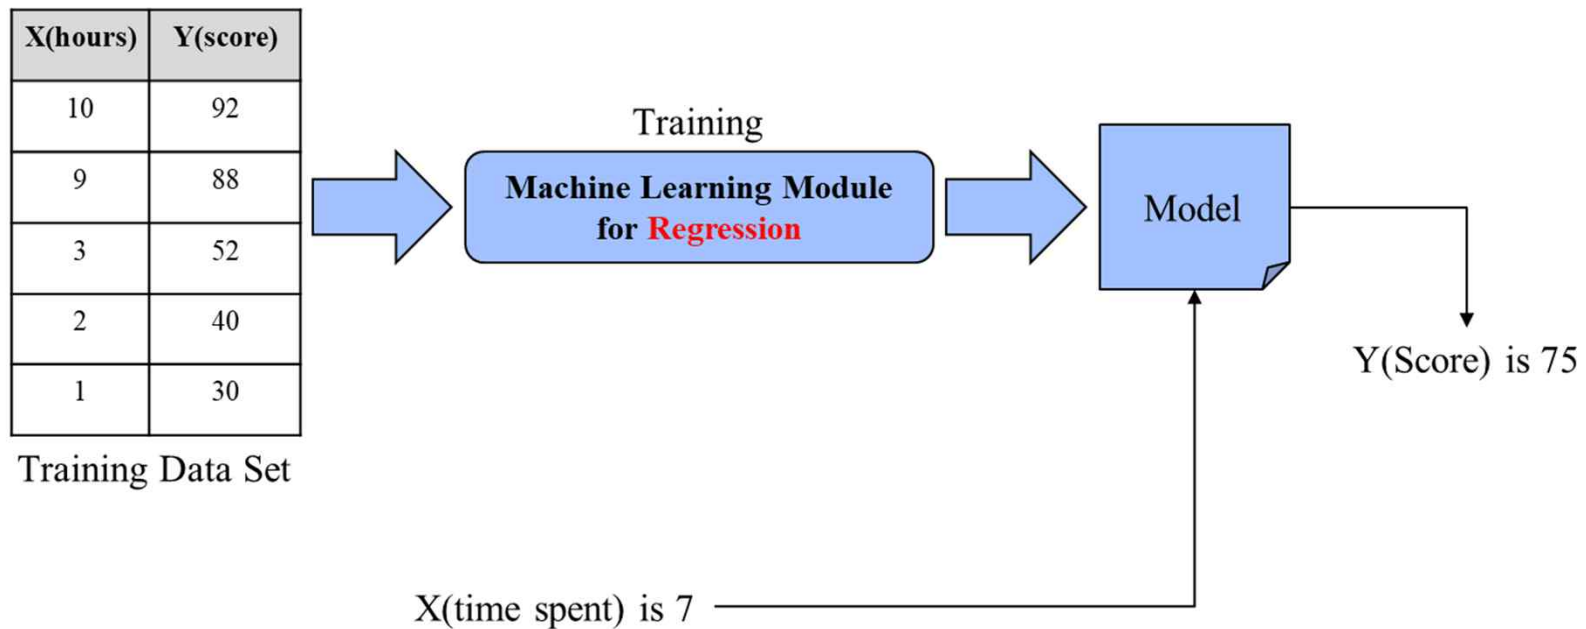 X(hours) Y(score)
10 92
9 88
3 52
2 40
1 30
Training Data Set
Training
Machine Learning Module
for Regression
Model
Y(Score) is 75
X(time spent) is 7